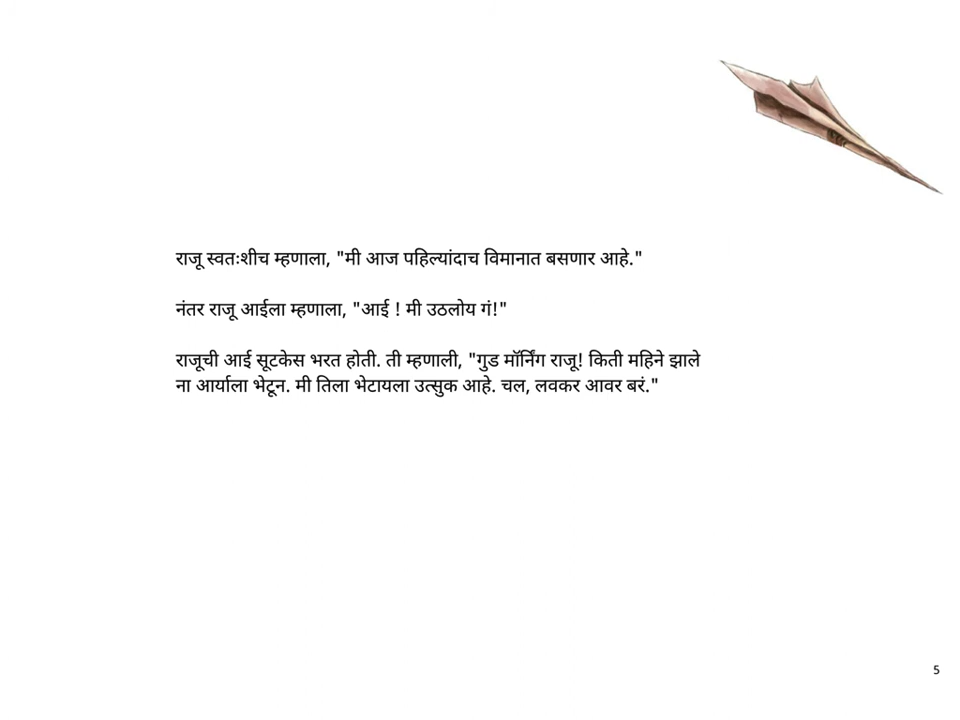 राजू स्वतःशीच म्हणाला, "मी आज पहिल्यांदाच विमानात बसणार आहे."
नंतर राजू आईला म्हणाला, "आई ! मी उठलोय गं!"
राजूची आई सूटकेस भरत होती. ती म्हणाली, "गुड मॉर्निंग राजू! किती महिने झाले
ना आर्याला भेटून. मी तिला भेटायला उत्सुक आहे. चल, लवकर आवर बरं."
5